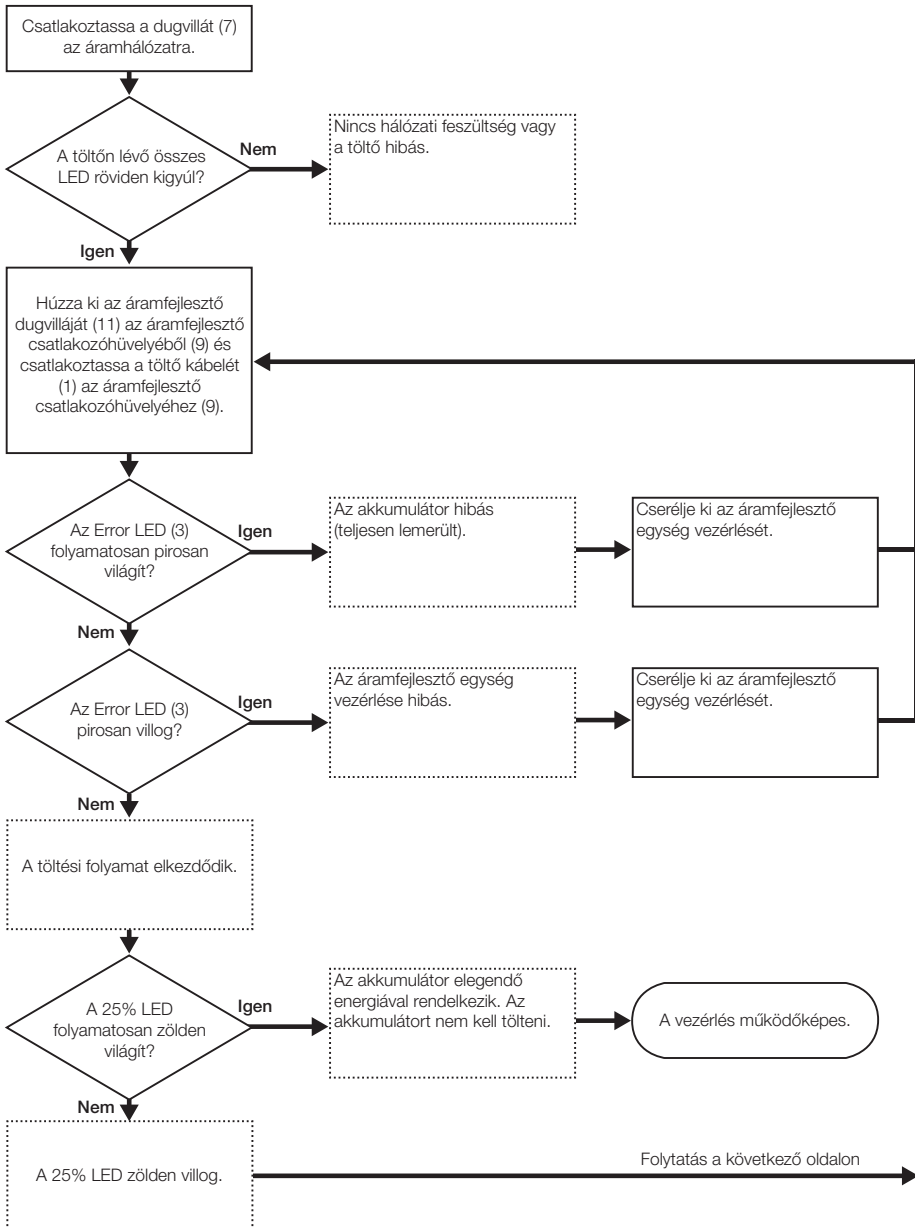 Csatlakoztassa a dugvillát (7)
az áramhálózatra.
A töltőn lévő összes
LED röviden kigyúl?
Nem
Nincs hálózati feszültség vagy
a töltő hibás.
Igen
Húzza ki az áramfejlesztő
dugvilláját (11) az áramfejlesztő
csatlakozóhüvelyéből (9) és
csatlakoztassa a töltő kábelét
(1) az áramfejlesztő
csatlakozóhüvelyéhez (9).
Az Error LED (3)
folyamatosan pirosan
világít?
Igen
Az akkumulátor hibás
(teljesen lemerült).
Cserélje ki az áramfejlesztő
egység vezérlését.
Nem
Az Error LED (3)
pirosan villog?
Igen
Az áramfejlesztő egység
vezérlése hibás.
Cserélje ki az áramfejlesztő
egység vezérlését.
Nem
A töltési folyamat elkezdődik.
A 25% LED
folyamatosan zölden
világít?
Igen
Az akkumulátor elegendő
energiával rendelkezik. Az
akkumulátort nem kell tölteni.
A vezérlés működőképes.
Nem
A 25% LED zölden villog.
Folytatás a következő oldalon